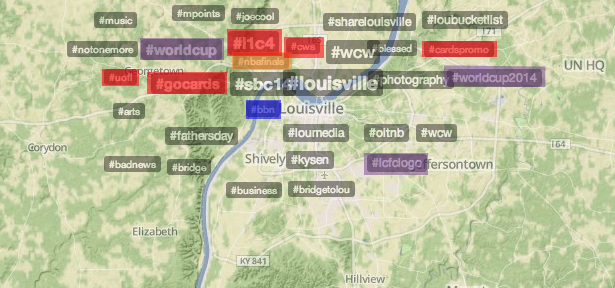 #music #mpoints #joecool #sharelouisville #loubucketlist
171
#notonemore #worldcup #l1c4 #cws #wcw #blessed #cardspromo
#nbafinals
Georgetown
UN HQ
#uofl #gocards #sbc1 #louisville #photography #worldcup2014
#arts #bbn Louisville
#fathersday #loumedia #oitnb #wcw
Corydon I 64
#badnews #bridge Shively #kysen #lcfclogo ffersontown
#business #bridgetolou
Elizabeth
KY 841
Hillview